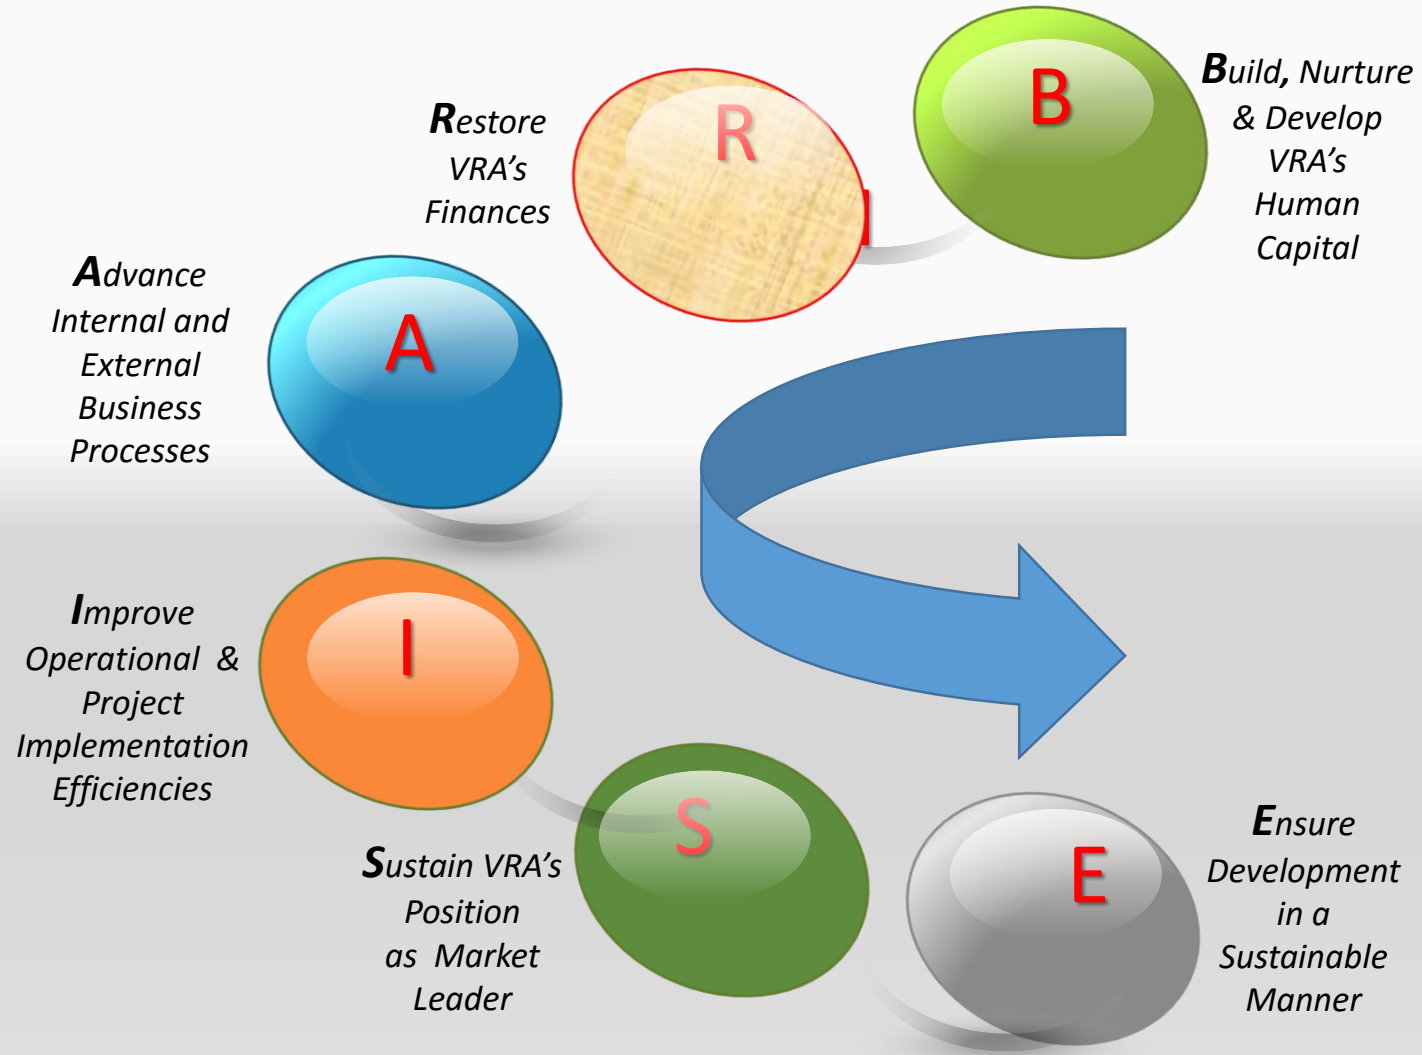 R
Restore
VRA's
Finances
B
Build, Nurture
& Develop
VRA's
Human
Capital
A
Advance
Internal and
External
Business
Processes
I
Improve
Operational &
Project
Implementation
Efficiencies
S
Sustain VRA's
Position
as Market
Leader
E
Ensure
Development
in a
Sustainable
Manner